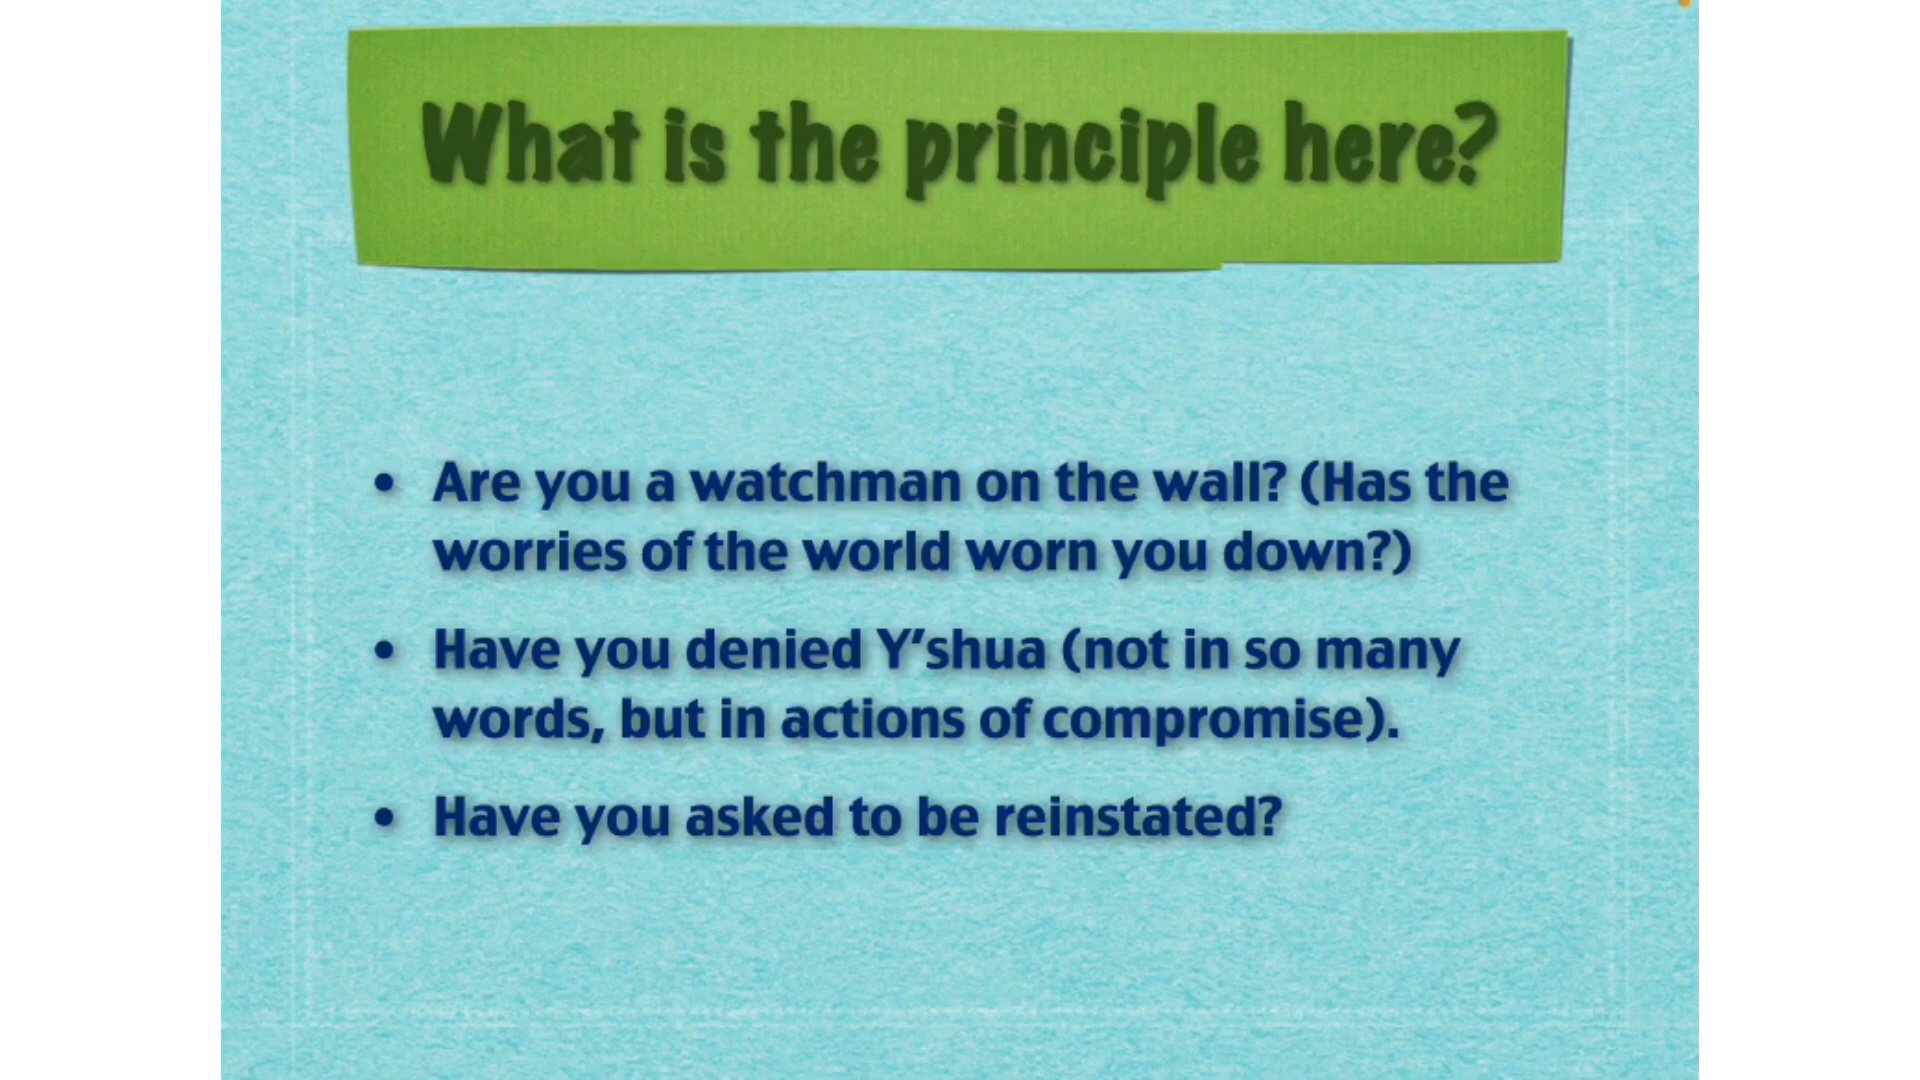 What is the principle here?
• Are you a watchman on the wall? (Has the
worries of the world worn you down?)
• Have you denied Y’shua (not in so many
words, but in actions of compromise).
• Have you asked to be reinstated?